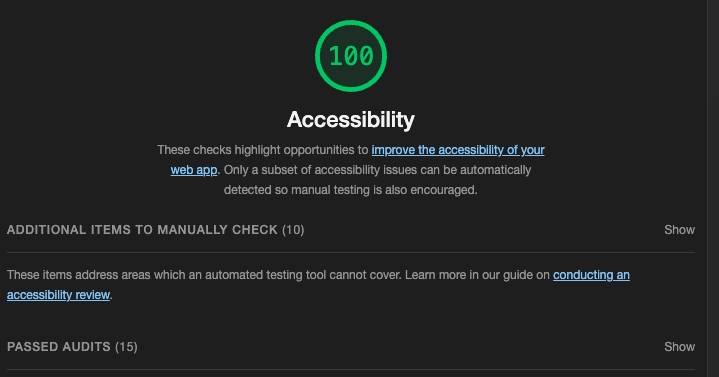 100
Accessibility
These checks highlight opportunities to improve the accessibility of your
web app. Only a subset of accessibility issues can be automatically
detected so manual testing is also encouraged.
ADDITIONAL ITEMS TO MANUALLY CHECK (10) Show
These items address areas which an automated testing tool cannot cover. Learn more in our guide on conducting an
accessibility review.
PASSED AUDITS (15) Show